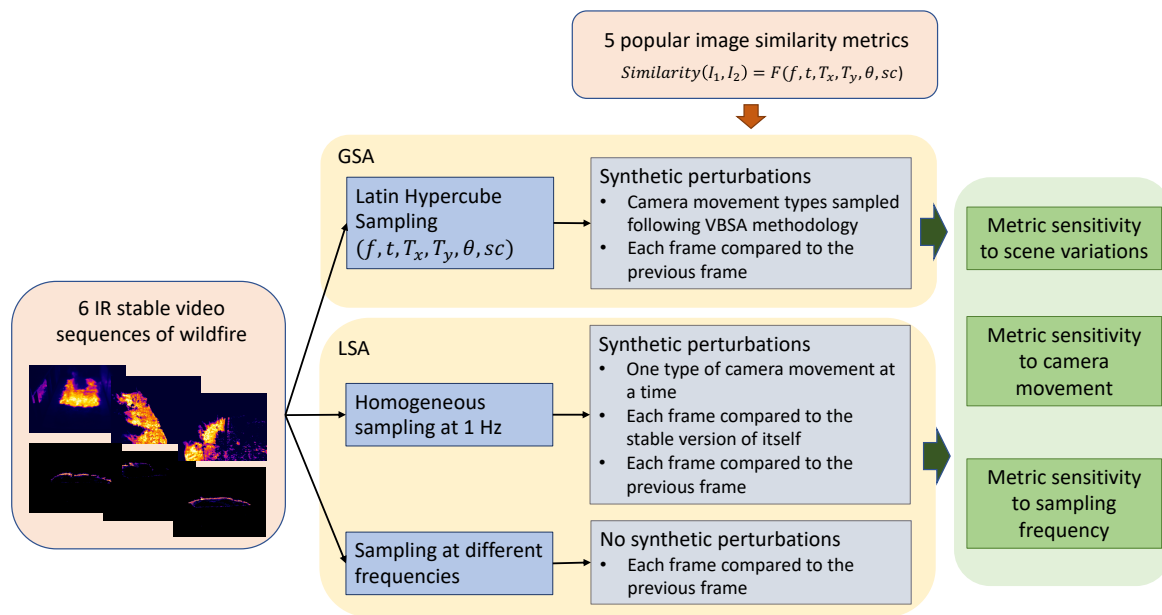 5 popular image similarity metrics
Similarity(I₁, I₂) = F(f, t, Tₓ, T_y, θ, sc)
GSA
Latin Hypercube
Sampling
(f, t, Tₓ, T_y, θ, sc)
Synthetic perturbations
• Camera movement types sampled
following VBSA methodology
• Each frame compared to the
previous frame
6 IR stable video
sequences of wildfire
LSA
Homogeneous
sampling at 1 Hz
Synthetic perturbations
• One type of camera movement at
a time
• Each frame compared to the
stable version of itself
• Each frame compared to the
previous frame
Sampling at different
frequencies
No synthetic perturbations
• Each frame compared to the
previous frame
Metric sensitivity
to scene variations
Metric sensitivity
to camera
movement
Metric sensitivity
to sampling
frequency